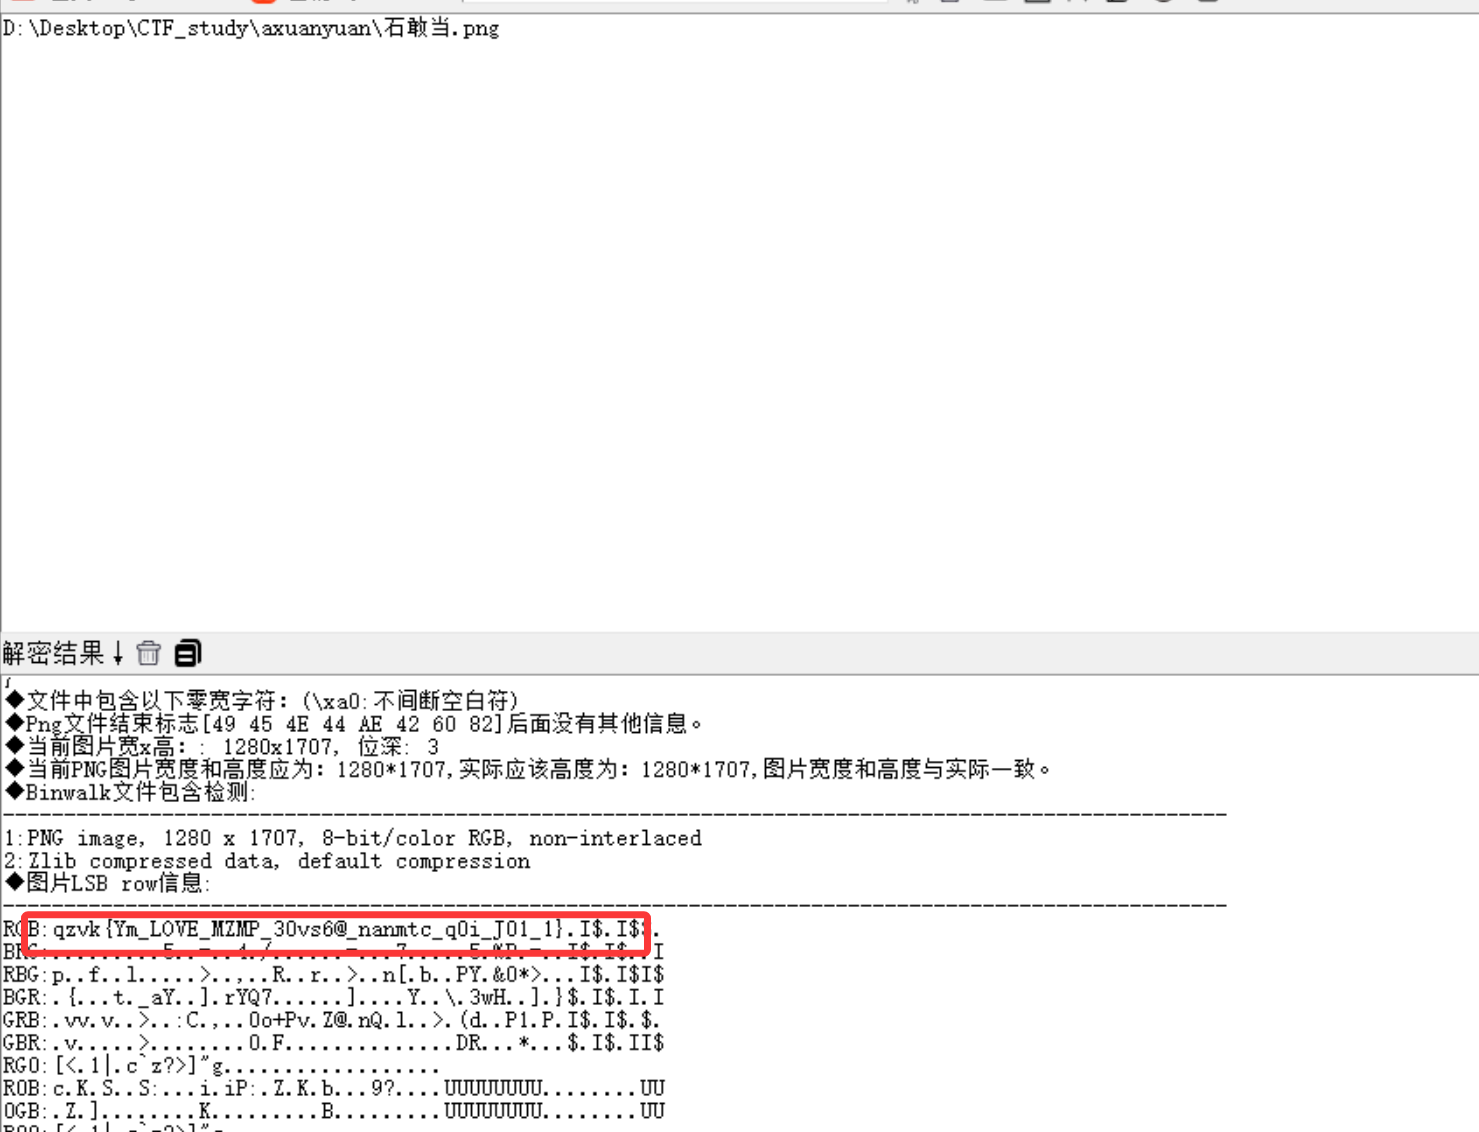 D:\Desktop\CTF_study\axuanyuan\石敢当.png
解密结果↓
◆文件中包含以下零宽字符: (\xa0:不间断空白符)
◆Png文件结束标志[49 45 4E 44 AE 42 60 82]后面没有其他信息。
◆当前图片宽x高: : 1280x1707, 位深: 3
◆当前PNG图片宽度和高度应为: 1280*1707,实际应该高度为: 1280*1707,图片宽度和高度与实际一致。
◆Binwalk文件包含检测:
1:PNG image, 1280 x 1707, 8-bit/color RGB, non-interlaced
2:Zlib compressed data, default compression
◆图片LSB row信息:
RGB:qzvk{Ym_LOVE_MZMP_30vs6@_nanmtc_q0i_J01_1}.I$.I$$.
RBG:p..f..l.....>..,..R..r..>..n[.b..PY.&0*>...I$.I$I$
BGR:.{...t._aY..].rYQ7......]....Y..\.3wH..].}$.I$.I.I
GRB:.vv.v..>..:C.,..0o+Pv.Z@.nQ.l..>.(d..P1.P.I$.I$.$.
GBR:.v.....>........0.F..............DR...*...$.I$.II$
RG0:[<.1|.c`z?>]"g..................
R0B:c.K.S..S:...i.iP:.Z.K.b...9?....UUUUUUUU........UU
0GB:.Z.]........K.........B.........UUUUUUUU........UU